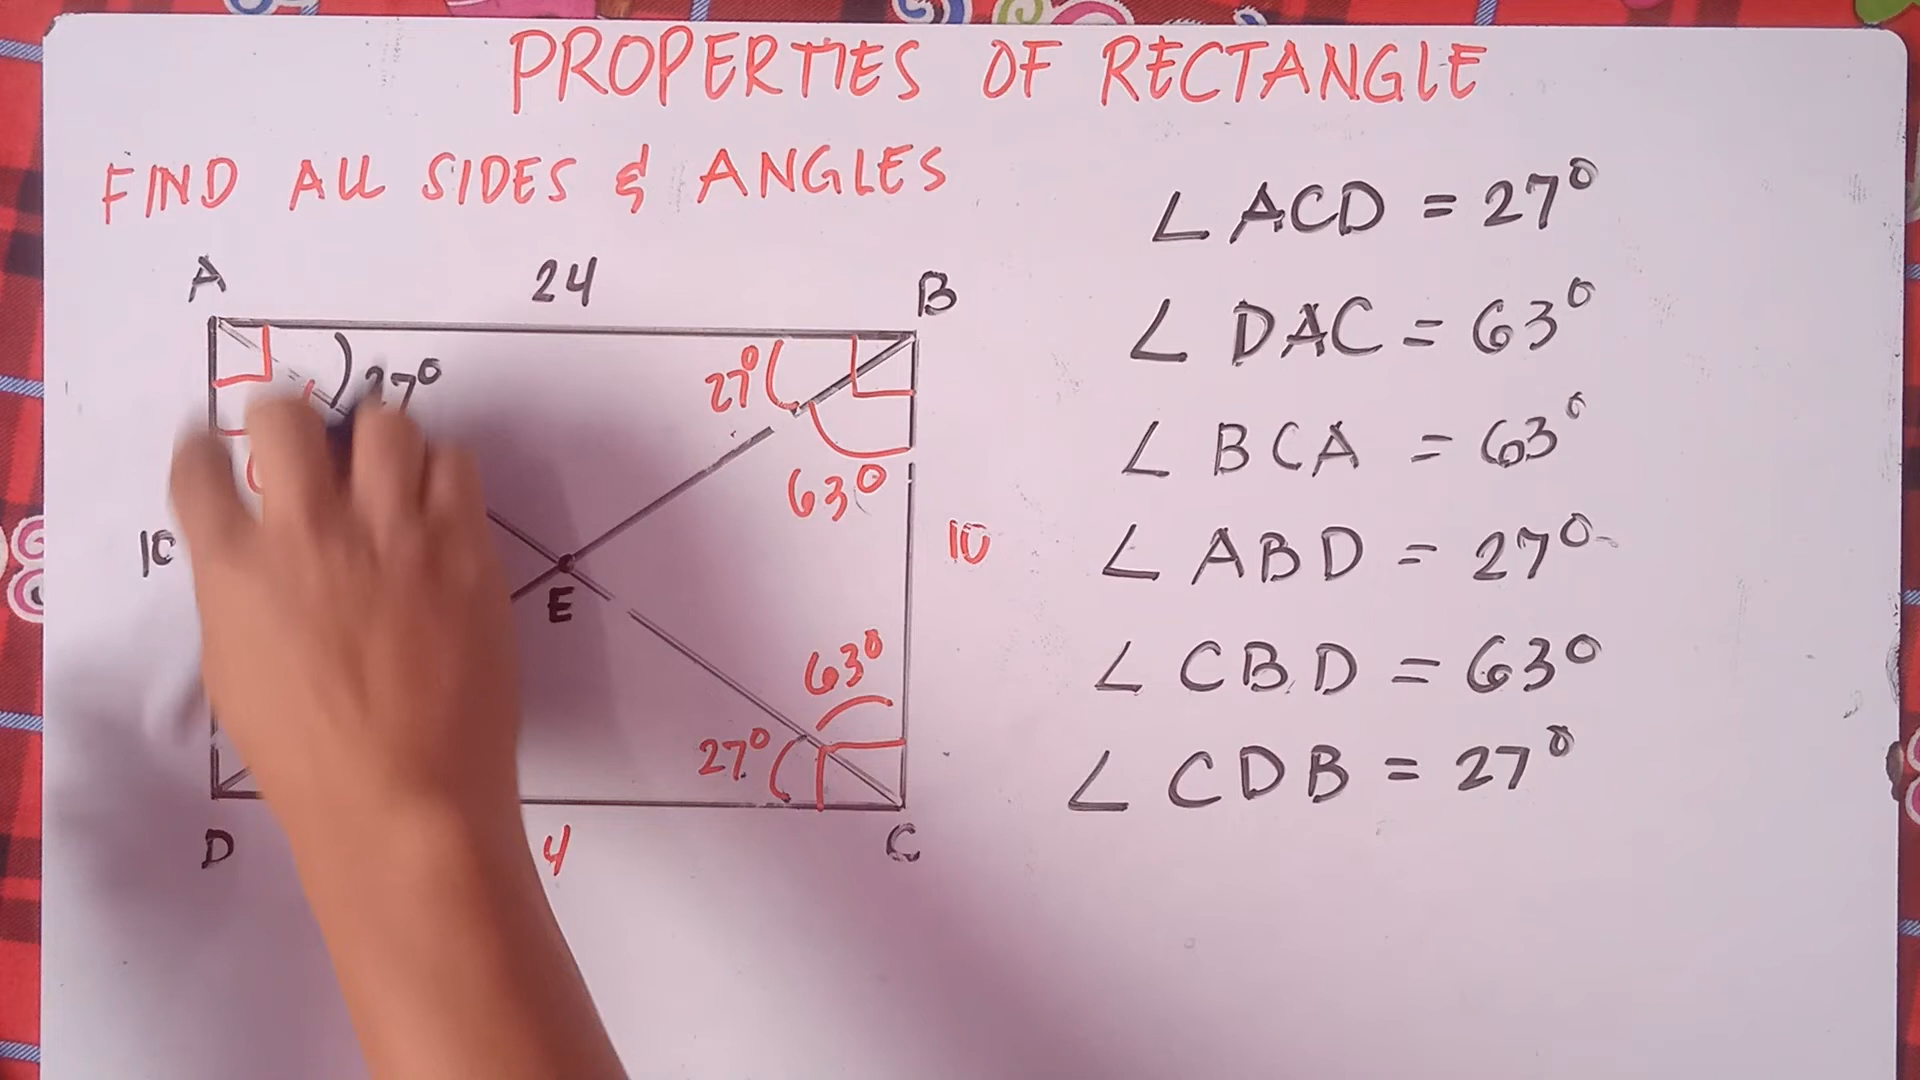 PROPERTIES OF RECTANGLE
FIND ALL SIDES & ANGLES
∠ ACD = 27°
∠ DAC = 63°
∠ BCA = 63°
∠ ABD = 27°
∠ CBD = 63°
∠ CDB = 27°
A 24 B
27° 27°
63°
10 10
E
63°
27°
D 4 C